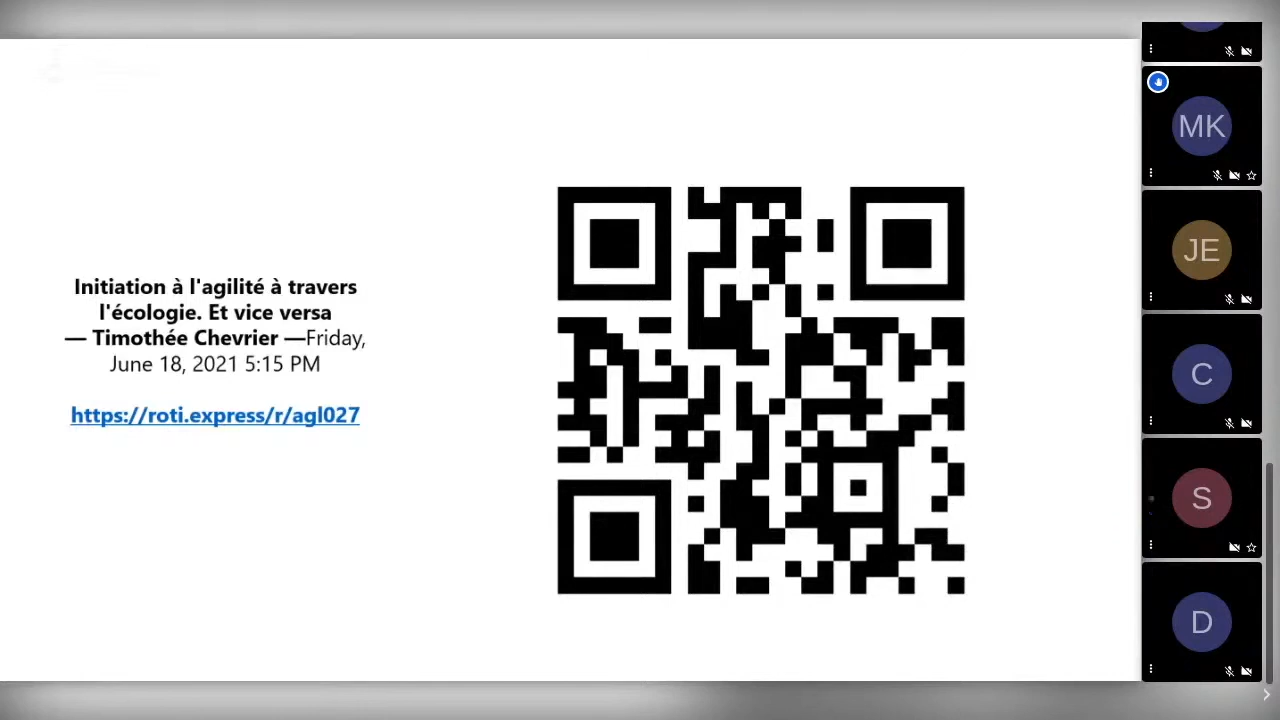 Initiation à l'agilité à travers
l'écologie. Et vice versa
— Timothée Chevrier —Friday,
June 18, 2021 5:15 PM
https://roti.express/r/agl027
MK
JE
C
S
D